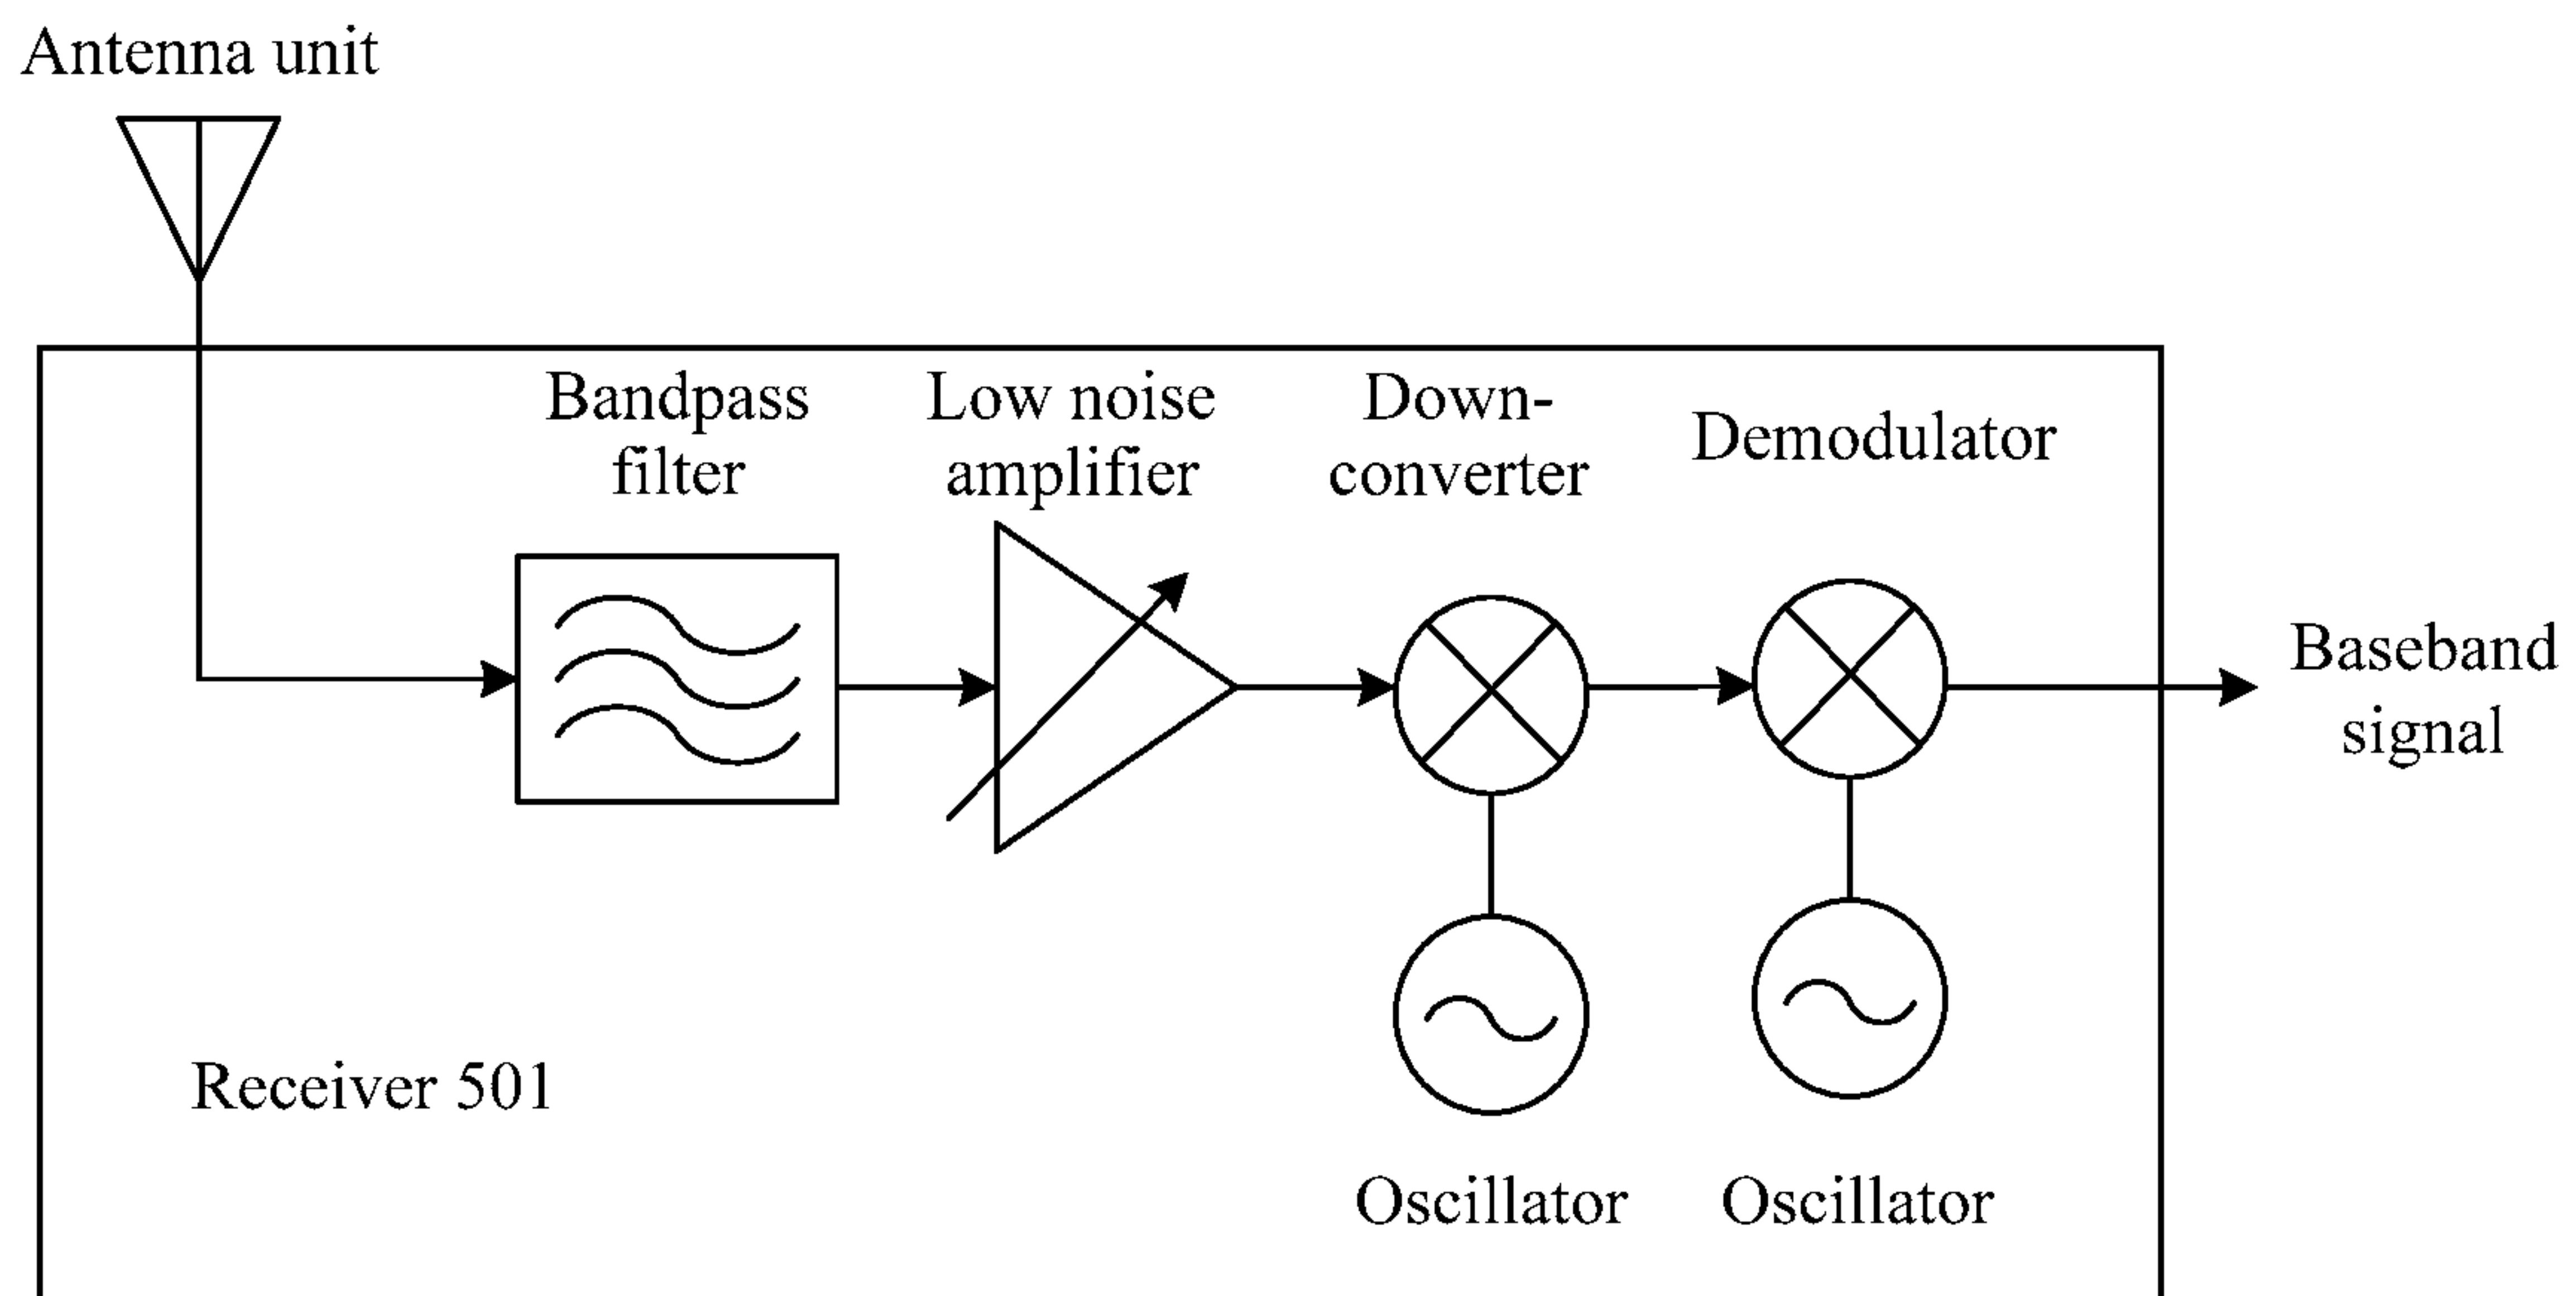 Antenna unit
Bandpass
filter
Low noise
amplifier
Down-
converter
Demodulator
Baseband
signal
Receiver 501
Oscillator
Oscillator